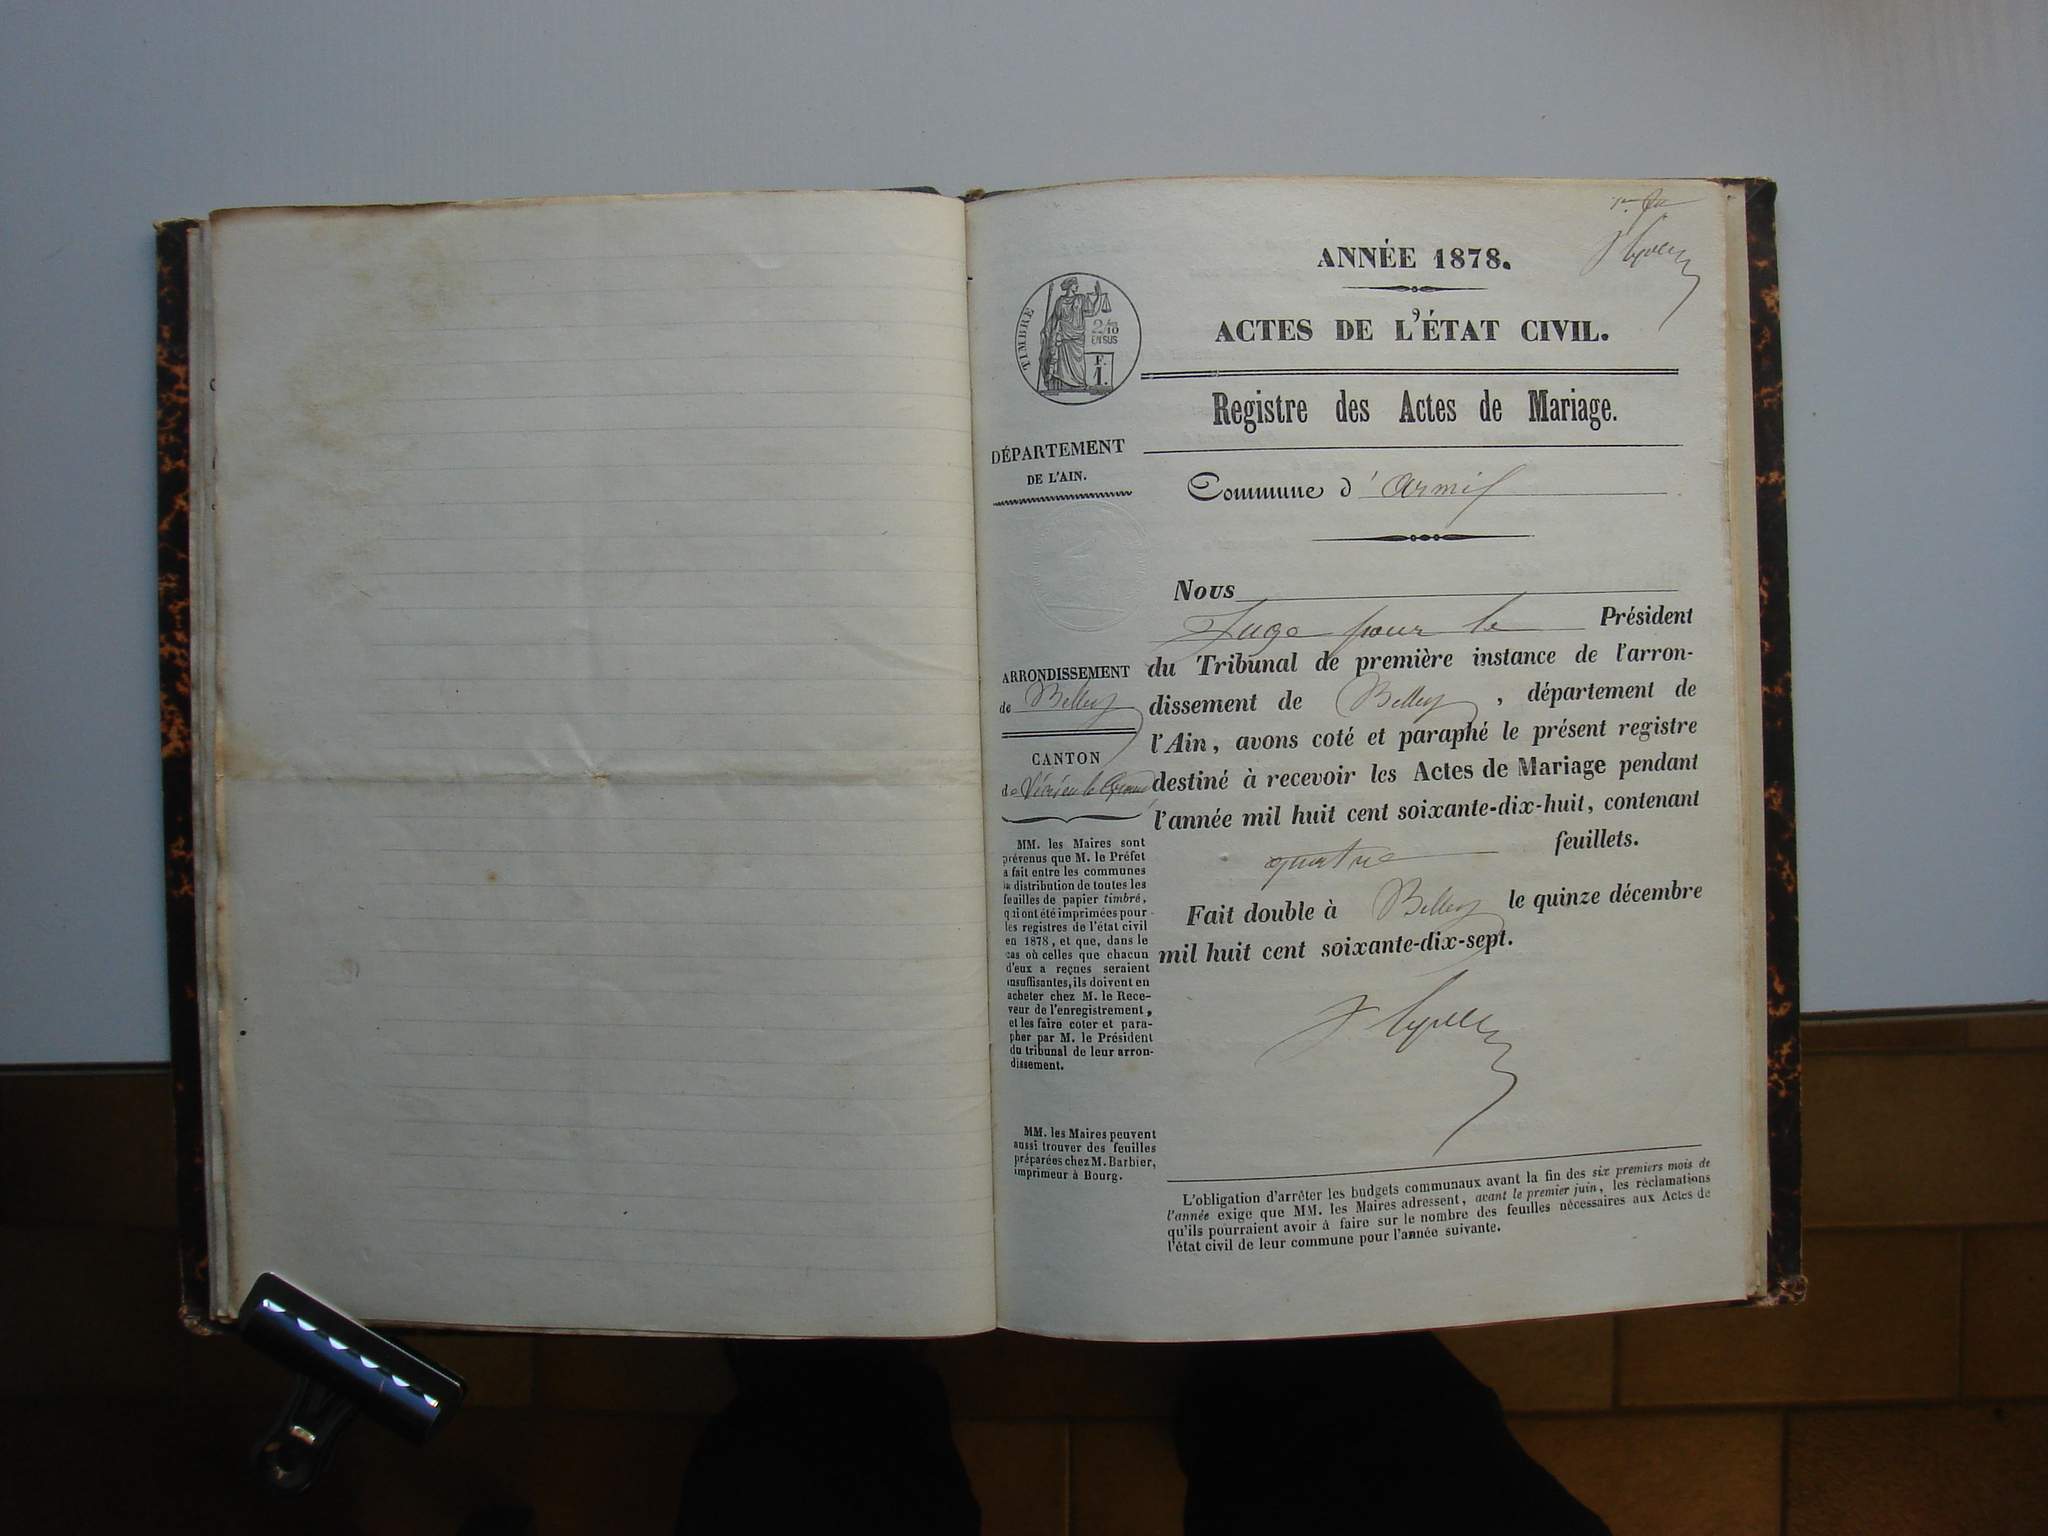 1er
ANNÉE 1878.
ACTES DE L'ÉTAT CIVIL.
TIMBRE
2/10
EN SUS
F.
1.
Registre des Actes de Mariage.
DÉPARTEMENT
DE L'AIN.
Commune d' armix
ARRONDISSEMENT
de Belley
CANTON
de Virieu le Grand
MM. les Maires sont
prévenus que M. le Préfet
a fait entre les communes
la distribution de toutes les
feuilles de papier timbré,
qui ont été imprimées pour
les registres de l'état civil
en 1878, et que, dans le
cas où celles que chacun
d'eux a reçues seraient
insuffisantes, ils doivent en
acheter chez M. le Rece-
veur de l'enregistrement,
et les faire coter et para-
pher par M. le Président
du tribunal de leur arron-
dissement.
MM. les Maires peuvent
aussi trouver des feuilles
préparées chez M. Barbier,
imprimeur à Bourg.
Nous
Juge pour le Président
du Tribunal de première instance de l'arron-
dissement de Belley, département de
l'Ain, avons coté et paraphé le présent registre
destiné à recevoir les Actes de Mariage pendant
l'année mil huit cent soixante-dix-huit, contenant
quatre feuillets.
Fait double à Belley le quinze décembre
mil huit cent soixante-dix-sept.
L'obligation d'arrêter les budgets communaux avant la fin des six premiers mois de
l'année exige que MM. les Maires adressent, avant le premier juin, les réclamations
qu'ils pourraient avoir à faire sur le nombre des feuilles nécessaires aux Actes de
l'état civil de leur commune pour l'année suivante.